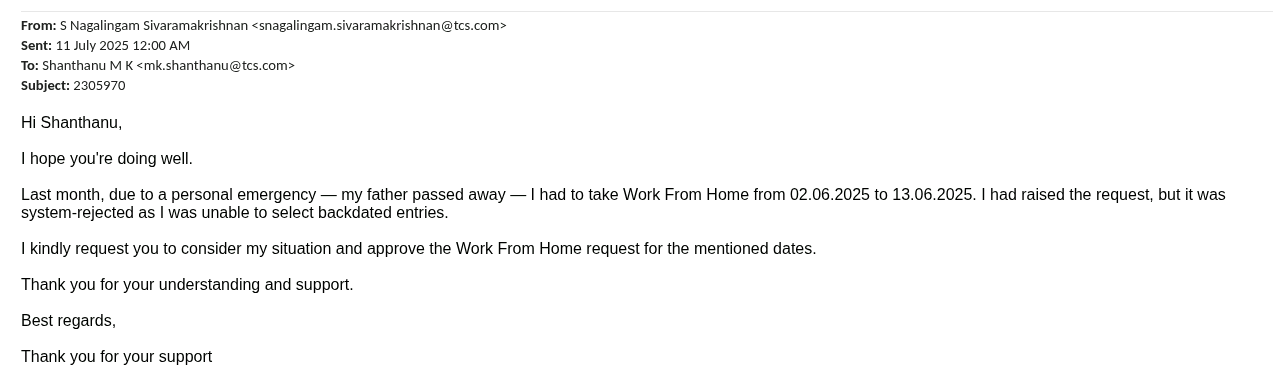 From: S Nagalingam Sivaramakrishnan <snagalingam.sivaramakrishnan@tcs.com>
Sent: 11 July 2025 12:00 AM
To: Shanthanu M K <mk.shanthanu@tcs.com>
Subject: 2305970
Hi Shanthanu,
I hope you're doing well.
Last month, due to a personal emergency — my father passed away — I had to take Work From Home from 02.06.2025 to 13.06.2025. I had raised the request, but it was
system-rejected as I was unable to select backdated entries.
I kindly request you to consider my situation and approve the Work From Home request for the mentioned dates.
Thank you for your understanding and support.
Best regards,
Thank you for your support